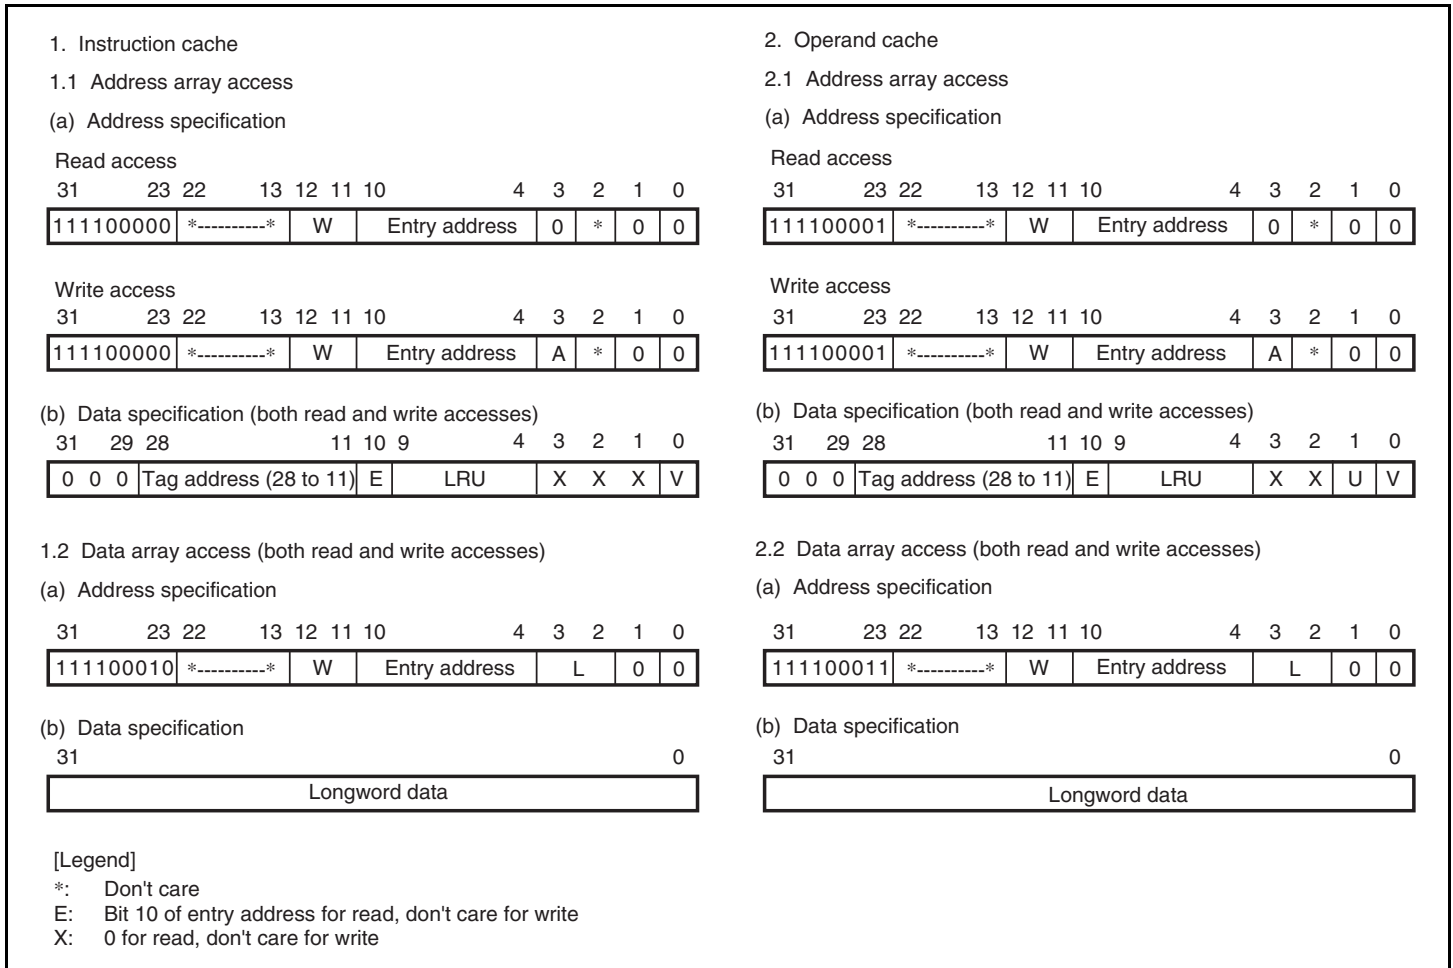 1. Instruction cache
1.1 Address array access
(a) Address specification
Read access
31 23 22 13 12 11 10 4 3 2 1 0
111100000 *----------* W Entry address 0 * 0 0
Write access
31 23 22 13 12 11 10 4 3 2 1 0
111100000 *----------* W Entry address A * 0 0
(b) Data specification (both read and write accesses)
31 29 28 11 10 9 4 3 2 1 0
0 0 0 Tag address (28 to 11) E LRU X X X V
1.2 Data array access (both read and write accesses)
(a) Address specification
31 23 22 13 12 11 10 4 3 2 1 0
111100010 *----------* W Entry address L 0 0
(b) Data specification
31 0
Longword data
[Legend]
*: Don't care
E: Bit 10 of entry address for read, don't care for write
X: 0 for read, don't care for write
2. Operand cache
2.1 Address array access
(a) Address specification
Read access
31 23 22 13 12 11 10 4 3 2 1 0
111100001 *----------* W Entry address 0 * 0 0
Write access
31 23 22 13 12 11 10 4 3 2 1 0
111100001 *----------* W Entry address A * 0 0
(b) Data specification (both read and write accesses)
31 29 28 11 10 9 4 3 2 1 0
0 0 0 Tag address (28 to 11) E LRU X X U V
2.2 Data array access (both read and write accesses)
(a) Address specification
31 23 22 13 12 11 10 4 3 2 1 0
111100011 *----------* W Entry address L 0 0
(b) Data specification
31 0
Longword data